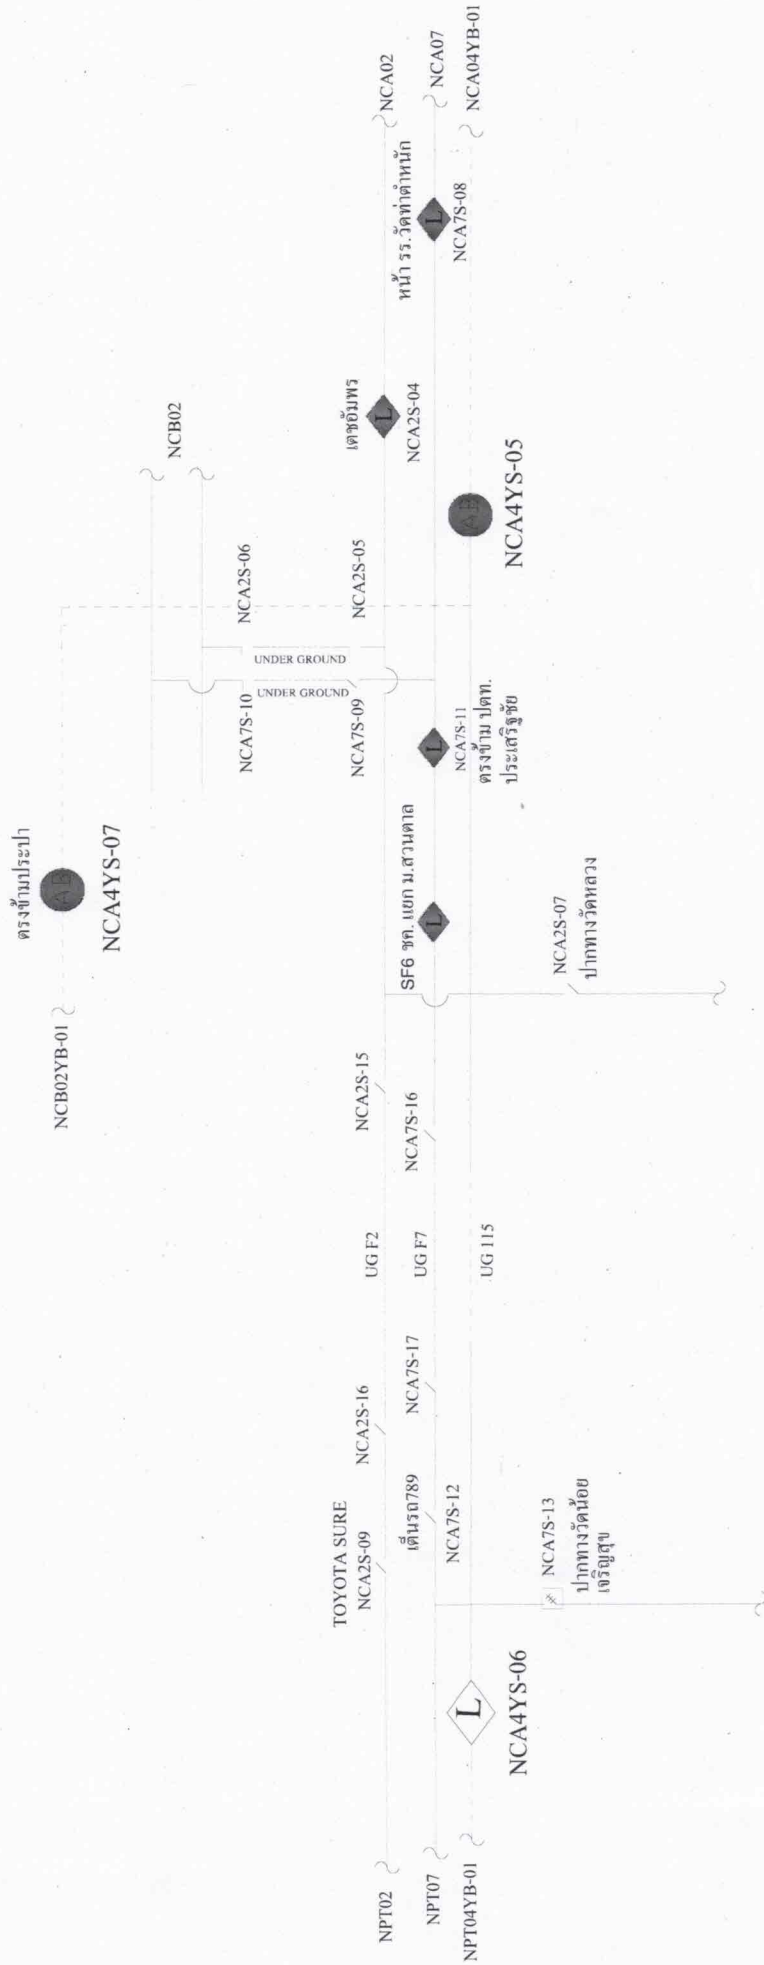 ตรงข้ามประปา
AB
NCB02YB-01
NCA4YS-07
NCB02
NCA2S-06
NCA7S-10
UNDER GROUND
UNDER GROUND
NCA2S-05
NCA7S-09
TOYOTA SURE
NCA2S-09
NCA2S-16
UG F2
NCA2S-15
เดชอัมพร
L
NCA2S-04
NPT02
NCA02
เต็นรถ789
NCA7S-17
UG F7
NCA7S-16
SF6 ชค. แยก ม.สวนตาล
L
L
หน้า รร.วัดท่าตำหนัก
L
NPT07
NCA07
NCA7S-12
NCA7S-11
ตรงข้าม ปตท.
ประเสริฐชัย
NCA7S-08
NPT04YB-01
L
NCA4YS-06
UG 115
AB
NCA4YS-05
NCA04YB-01
NCA7S-13
ปากทางวัดน้อย
เจริญสุข
NCA2S-07
ปากทางวัดหลวง